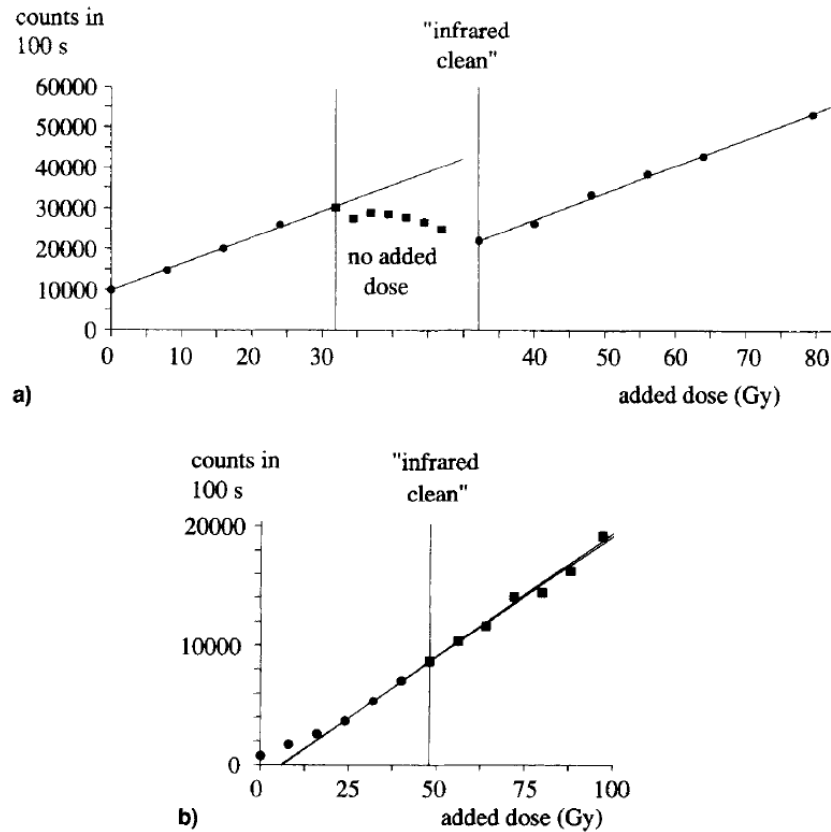 counts in
100 s
"infrared
clean"
60000
50000
40000
30000
20000
10000
0
no added
dose
0 10 20 30 40 50 60 70 80
added dose (Gy)
a)
counts in
100 s
"infrared
clean"
20000
10000
0
0 25 50 75 100
added dose (Gy)
b)